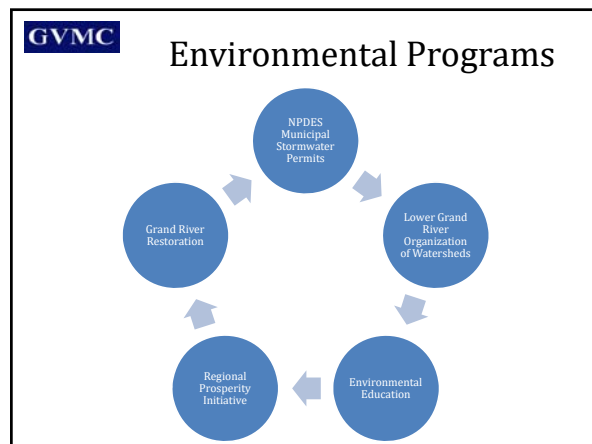 GVMC
Environmental Programs
NPDES
Municipal
Stormwater
Permits
Lower Grand
River
Organization
of Watersheds
Environmental
Education
Regional
Prosperity
Initiative
Grand River
Restoration